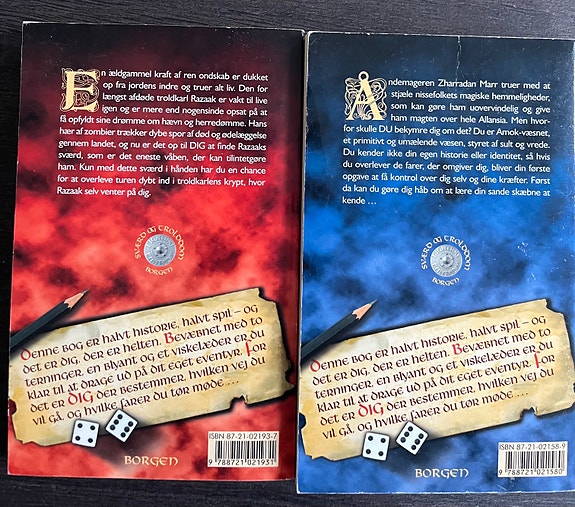 En ældgammel kraft af ren ondskab er dukket
op fra jordens indre og truer alt liv. Den for
længst afdøde troldkarl Razaak er vakt til live
igen og er mere end nogensinde opsat på at
få opfyldt sine drømme om hævn og herredømme. Hans
hær af zombier trækker dybe spor af død og ødelæggelse
gennem landet, og nu er det op til DIG at finde Razaaks
sværd, som er det eneste våben, der kan tilintetgøre
ham. Kun med dette sværd i hånden har du en chance
for at overleve turen dybt ind i troldkarlens krypt, hvor
Razaak selv venter på dig.
SVÆRD OG TROLDDOM
BORGEN
Denne bog er halvt historie, halvt spil – og
det er dig, der er helten. Bevæbnet med to
terninger, en blyant og et viskelæder er du
klar til at drage ud på dit eget eventyr. For
det er DIG der bestemmer, hvilken vej du
vil gå, og hvilke farer du tør møde ...
ISBN 87-21-02193-7
9 788721 021931
BORGEN
Åndemageren Zharradan Marr truer med at
stjæle nissefolkets magiske hemmeligheder,
som kan gøre ham uovervindelig og give
ham magten over hele Allansia. Men hvor-
for skulle DU bekymre dig om det? Du er Amok-væsnet,
et primitivt og umælende væsen, styret af sult og vrede.
Du kender ikke din egen historie eller identitet, så hvis
du overlever de farer, der omgiver dig, bliver din første
opgave at få kontrol over dig selv og dine kræfter. Først
da kan du gøre dig håb om at lære din sande skæbne at
kende ...
SVÆRD OG TROLDDOM
BORGEN
Denne bog er halvt historie, halvt spil – og
det er dig, der er helten. Bevæbnet med to
terninger, en blyant og et viskelæder er du
klar til at drage ud på dit eget eventyr. For
det er DIG der bestemmer, hvilken vej du
vil gå, og hvilke farer du tør møde ...
ISBN 87-21-02158-9
9 788721 021580
BORGEN